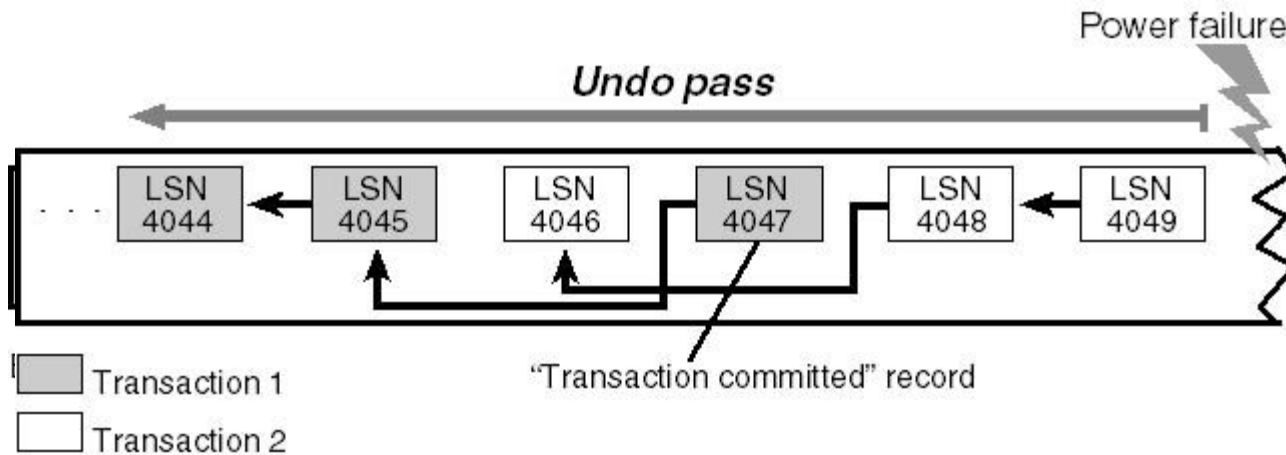 Power failure
Undo pass
. . .
LSN
4044
LSN
4045
LSN
4046
LSN
4047
LSN
4048
LSN
4049
Transaction 1
“Transaction committed” record
Transaction 2